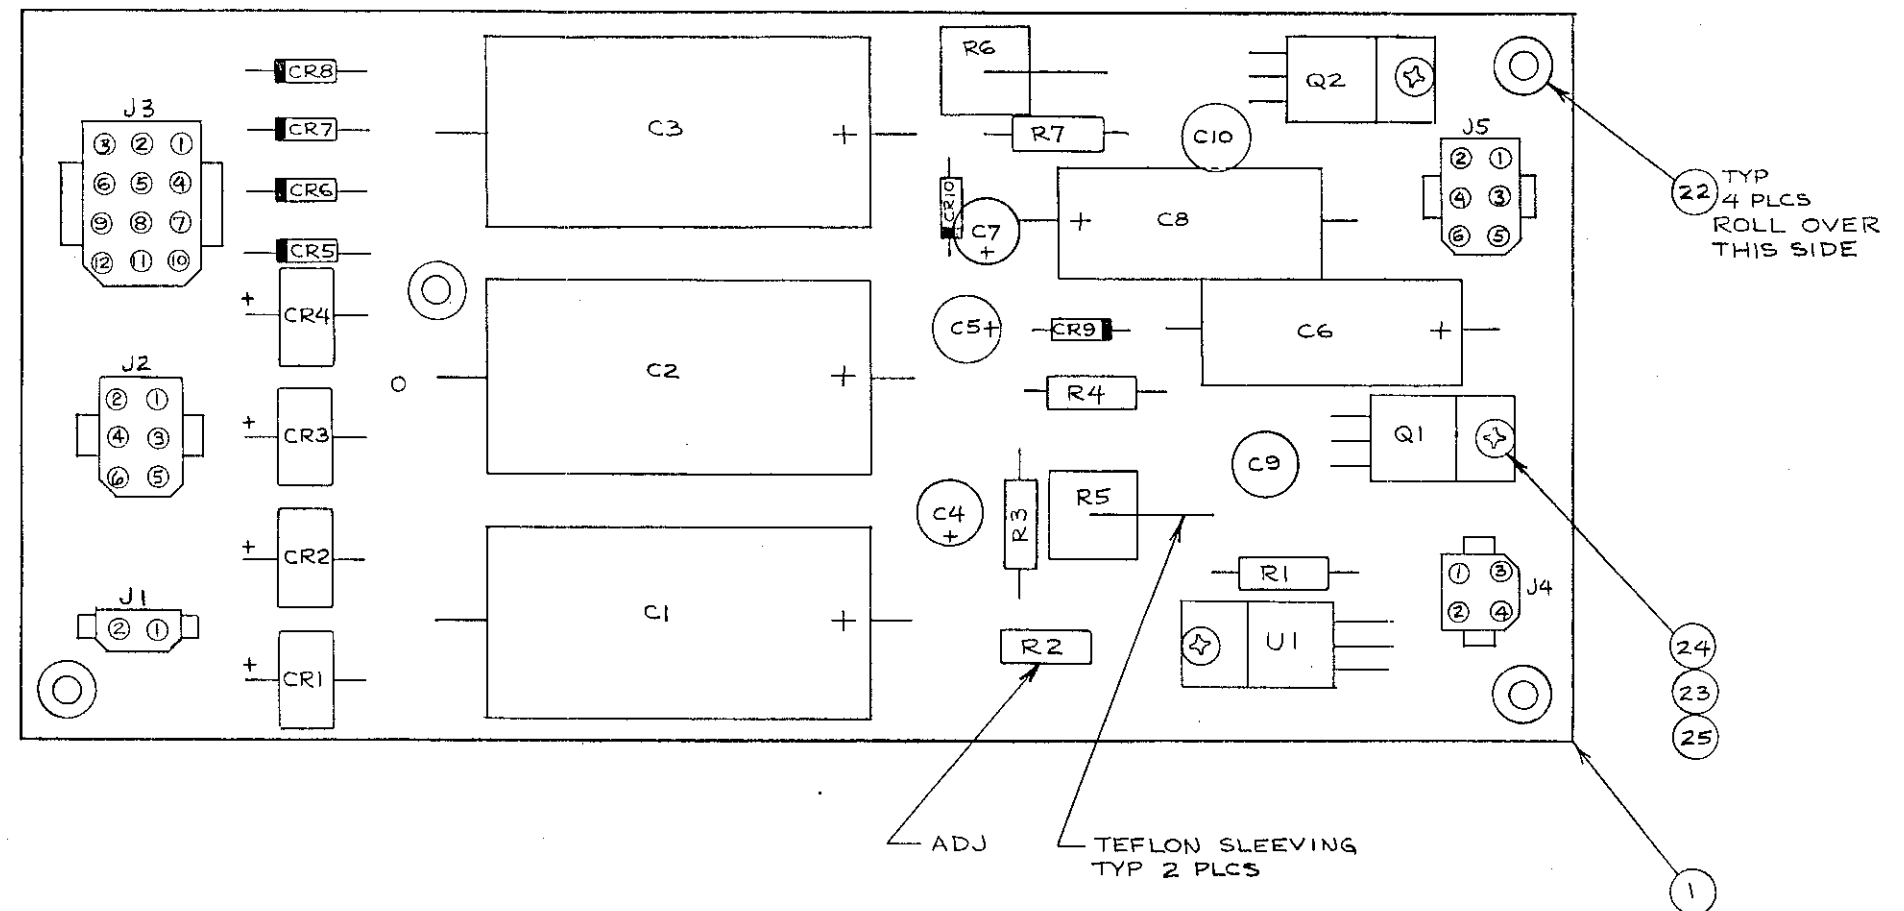 CR8
CR7
CR6
CR5
+ CR4
+ CR3
+ CR2
+ CR1
J3
3 2 1
6 5 4
9 8 7
12 11 10
J2
2 1
4 3
6 5
J1
2 1
C3 +
C2 +
C1 +
R6
R7
CR10
C7
+
C10
Q2
+ C8
C5+
CR9
C6 +
R4
Q1
C9
C4
+
R3
R5
R1
R2
U1
J5
2 1
4 3
6 5
J4
1 3
2 4
22 TYP
4 PLCS
ROLL OVER
THIS SIDE
24
23
25
ADJ
TEFLON SLEEVING
TYP 2 PLCS
1